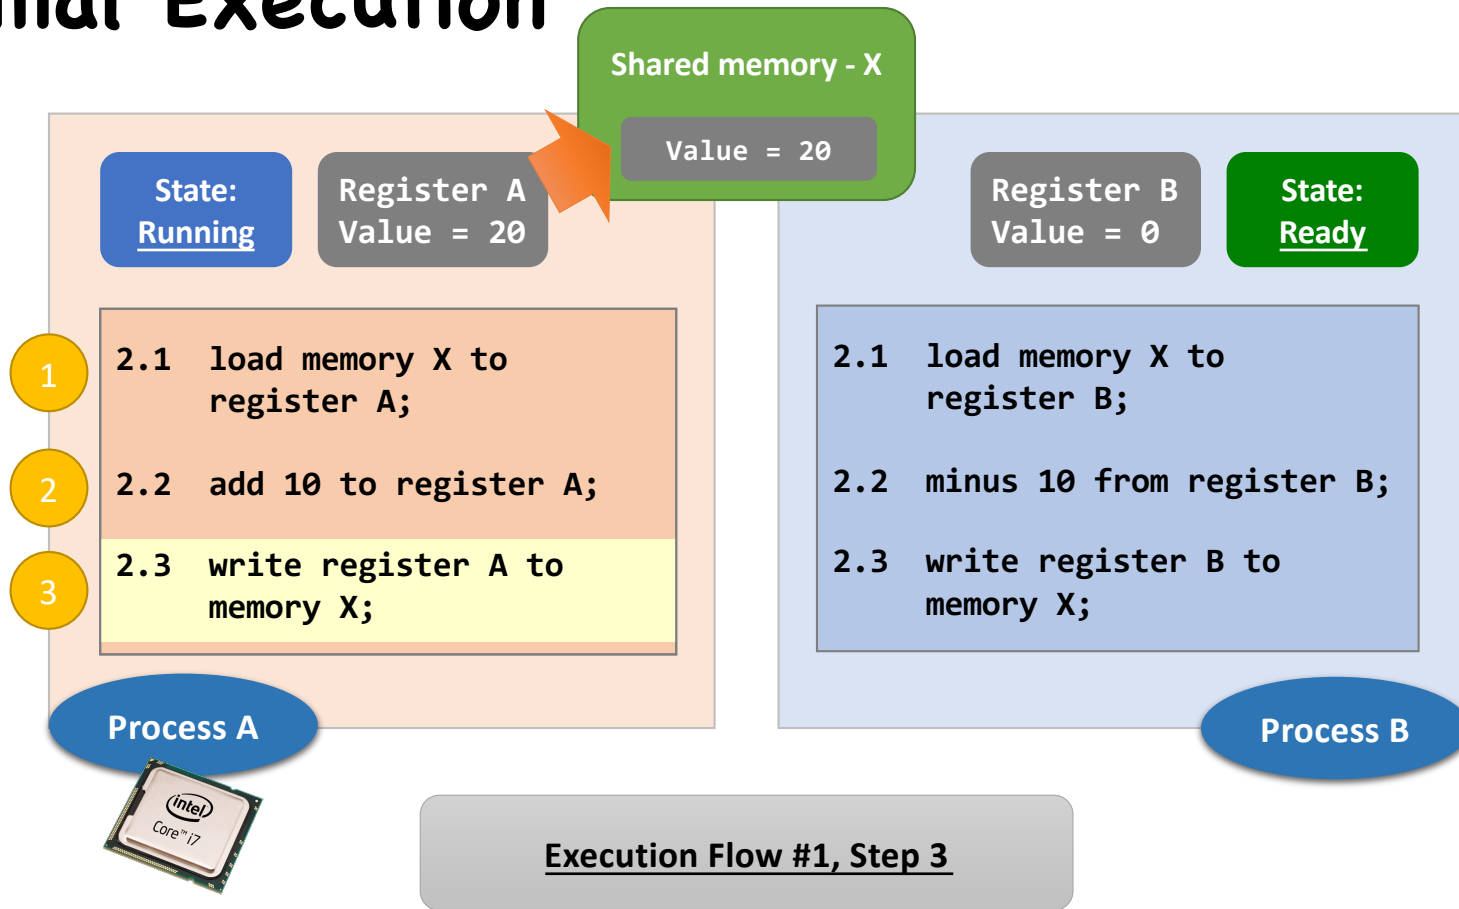 Execution
Shared memory - X
Value = 20
State:
Running
Register A
Value = 20
Register B
Value = 0
State:
Ready
1
2.1 load memory X to
register A;
2
2.2 add 10 to register A;
3
2.3 write register A to
memory X;
2.1 load memory X to
register B;
2.2 minus 10 from register B;
2.3 write register B to
memory X;
Process A
Process B
intel
Core™ i7
Execution Flow #1, Step 3